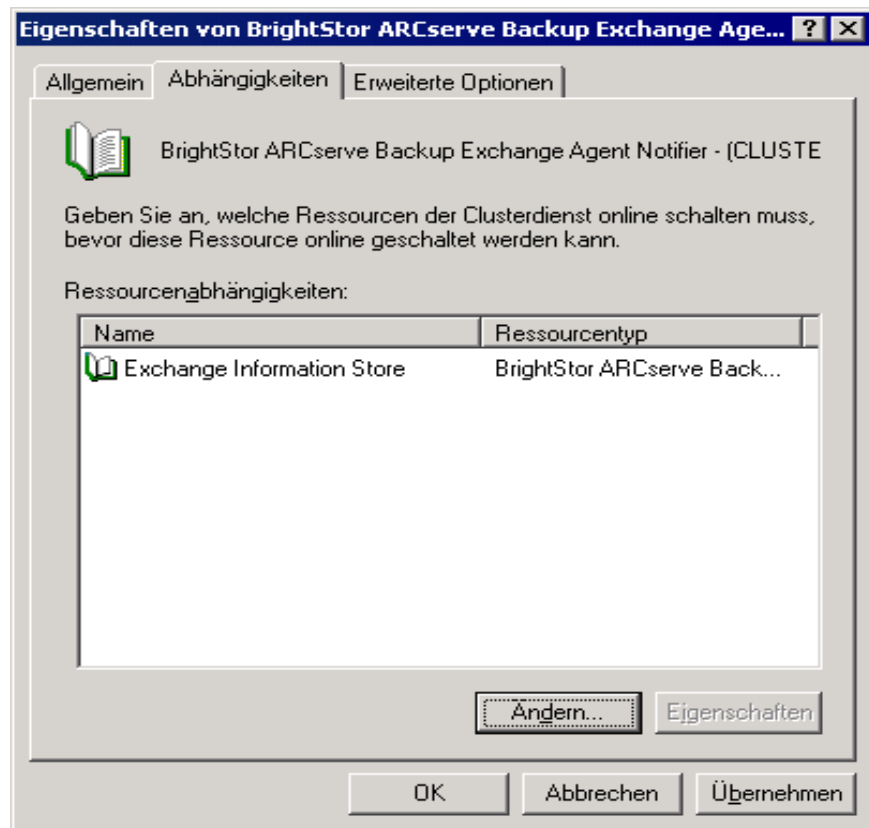 Eigenschaften von BrightStor ARCserve Backup Exchange Age...
Allgemein Abhängigkeiten Erweiterte Optionen
BrightStor ARCserve Backup Exchange Agent Notifier - (CLUSTE
Geben Sie an, welche Ressourcen der Clusterdienst online schalten muss,
bevor diese Ressource online geschaltet werden kann.
Ressourcenabhängigkeiten:
Name Ressourcentyp
Exchange Information Store BrightStor ARCserve Back...
Ändern... Eigenschaften
OK Abbrechen Übernehmen